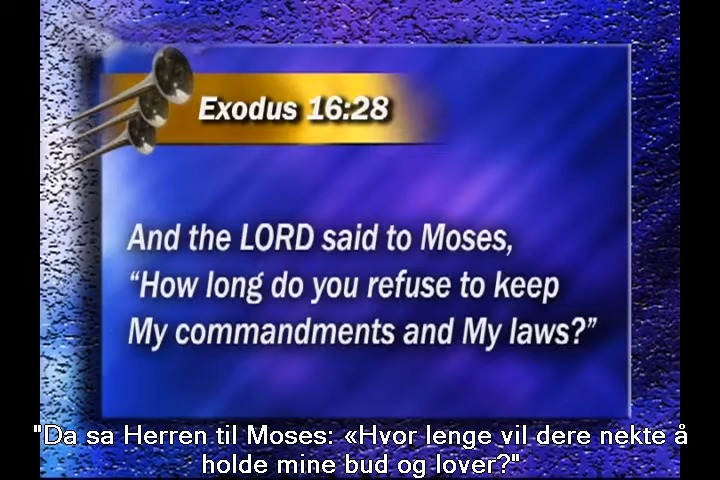 Exodus 16:28
And the LORD said to Moses,
“How long do you refuse to keep
My commandments and My laws?”
"Da sa Herren til Moses: «Hvor lenge vil dere nekte å
holde mine bud og lover?"